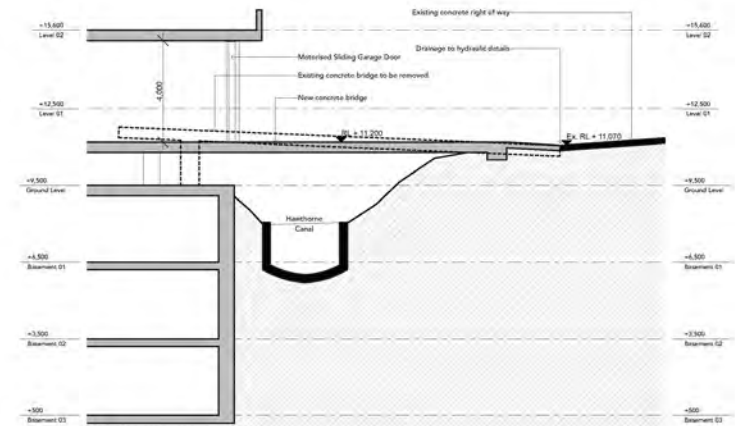 Existing concrete right of way
+15,600
Level 02
+15,600
Level 02
Drainage to hydraulic details
Motorised Sliding Garage Door
Existing concrete bridge to be removed
4,000
New concrete bridge
+12,500
Level 01
+12,500
Level 01
RL + 11,200
Ex. RL + 11,070
+9,500
Ground Level
+9,500
Ground Level
Hawthorne
Canal
+6,500
Basement 01
+6,500
Basement 01
+3,500
Basement 02
+3,500
Basement 02
+500
Basement 03
+500
Basement 03